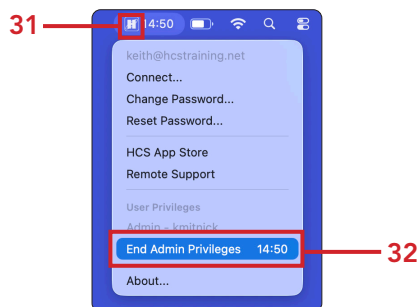 31
14:50
keith@hcstraining.net
Connect...
Change Password...
Reset Password...
HCS App Store
Remote Support
User Privileges
Admin - kmitnick
End Admin Privileges 14:50
32
About...